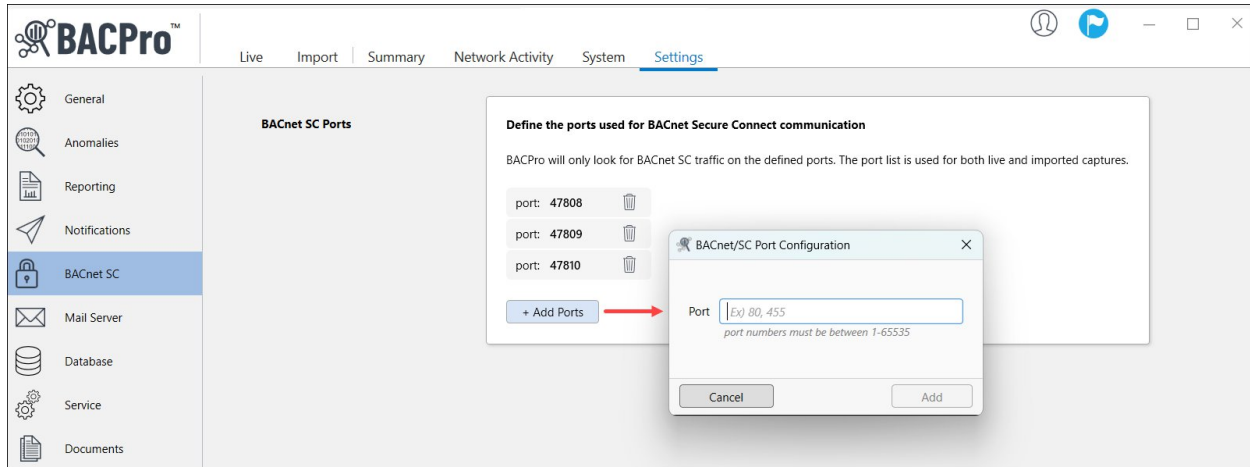 BACPro™
Live Import Summary Network Activity System Settings
General
Anomalies
Reporting
Notifications
BACnet SC
Mail Server
Database
Service
Documents
BACnet SC Ports
Define the ports used for BACnet Secure Connect communication
BACPro will only look for BACnet SC traffic on the defined ports. The port list is used for both live and imported captures.
port: 47808
port: 47809
port: 47810
+ Add Ports
BACnet/SC Port Configuration
Port Ex) 80, 455
port numbers must be between 1-65535
Cancel Add